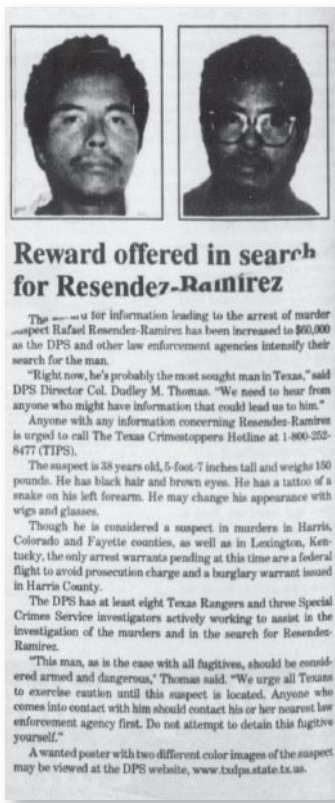 Reward offered in search
for Resendez-Ramirez
The for information leading to the arrest of murder
suspect Rafael Resendez-Ramirez has been increased to $60,000
as the DPS and other law enforcement agencies intensify their
search for the man.
"Right now, he's probably the most sought man in Texas," said
DPS Director Col. Dudley M. Thomas. "We need to hear from
anyone who might have information that could lead us to him."
Anyone with any information concerning Resendez-Ramirez
is urged to call The Texas Crimestoppers Hotline at 1-800-252-
8477 (TIPS).
The suspect is 38 years old, 5-foot-7 inches tall and weighs 150
pounds. He has black hair and brown eyes. He has a tattoo of a
snake on his left forearm. He may change his appearance with
wigs and glasses.
Though he is considered a suspect in murders in Harris,
Colorado and Fayette counties, as well as in Lexington, Ken-
tucky, the only arrest warrants pending at this time are a federal
flight to avoid prosecution charge and a burglary warrant issued
in Harris County.
The DPS has at least eight Texas Rangers and three Special
Crimes Service investigators actively working to assist in the
investigation of the murders and in the search for Resendez-
Ramirez.
"This man, as is the case with all fugitives, should be consid-
ered armed and dangerous,' Thomas said. "We urge all Texans
to exercise caution until this suspect is located. Anyone who
comes into contact with him should contact his or her nearest law
enforcement agency first. Do not attempt to detain this fugitive
yourself."
A wanted poster with two different color images of the suspect
may be viewed at the DPS website, www.txdps.state.tx.us.